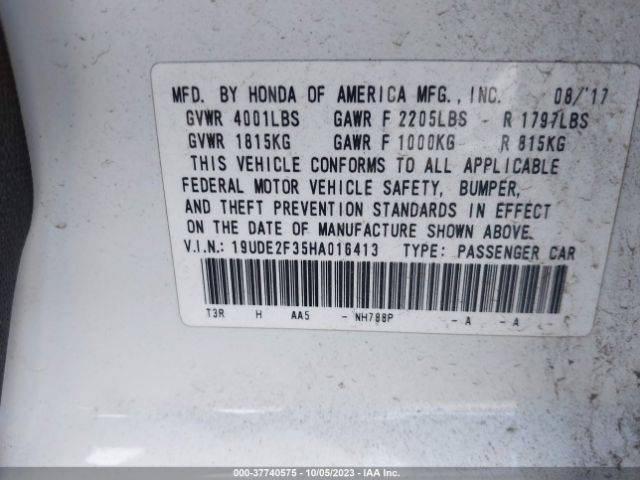 MFD. BY HONDA OF AMERICA MFG., INC. 08/'17
GVWR 4001LBS GAWR F 2205LBS - R 1797LBS
GVWR 1815KG GAWR F 1000KG R 815KG
THIS VEHICLE CONFORMS TO ALL APPLICABLE
FEDERAL MOTOR VEHICLE SAFETY, BUMPER,
AND THEFT PREVENTION STANDARDS IN EFFECT
ON THE DATE OF MANUFACTURE SHOWN ABOVE.
V.I.N.: 19UDE2F35HA016413 TYPE: PASSENGER CAR
T3R H AA5 - NH788P - A - A - C
000-37740575 - 10/05/2023 - IAA Inc.